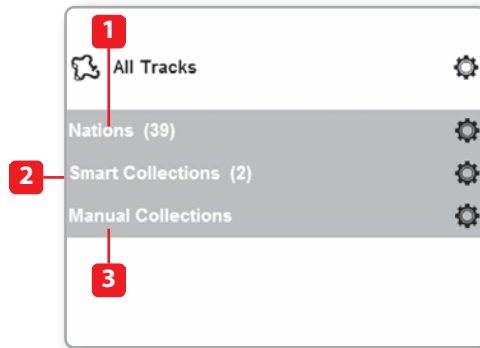 1
All Tracks
Nations (39)
2
Smart Collections (2)
Manual Collections
3